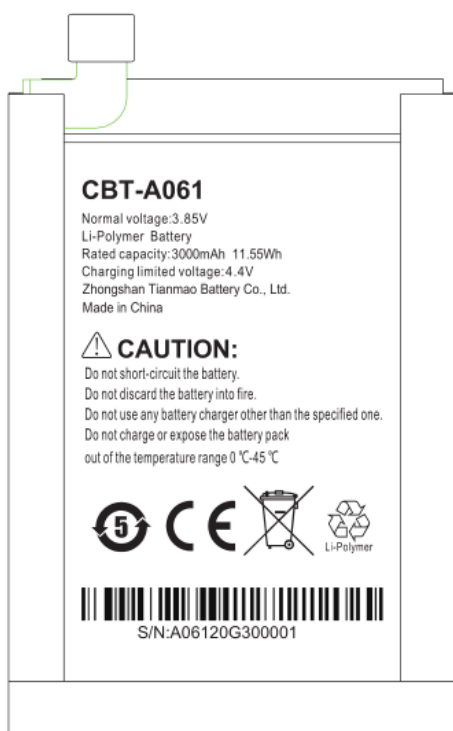 CBT-A061
Normal voltage:3.85V
Li-Polymer Battery
Rated capacity:3000mAh 11.55Wh
Charging limited voltage:4.4V
Zhongshan Tianmao Battery Co., Ltd.
Made in China
CAUTION:
Do not short-circuit the battery.
Do not discard the battery into fire.
Do not use any battery charger other than the specified one.
Do not charge or expose the battery pack
out of the temperature range 0 ℃-45 ℃
5 CE
Li-Polymer
S/N:A06120G300001